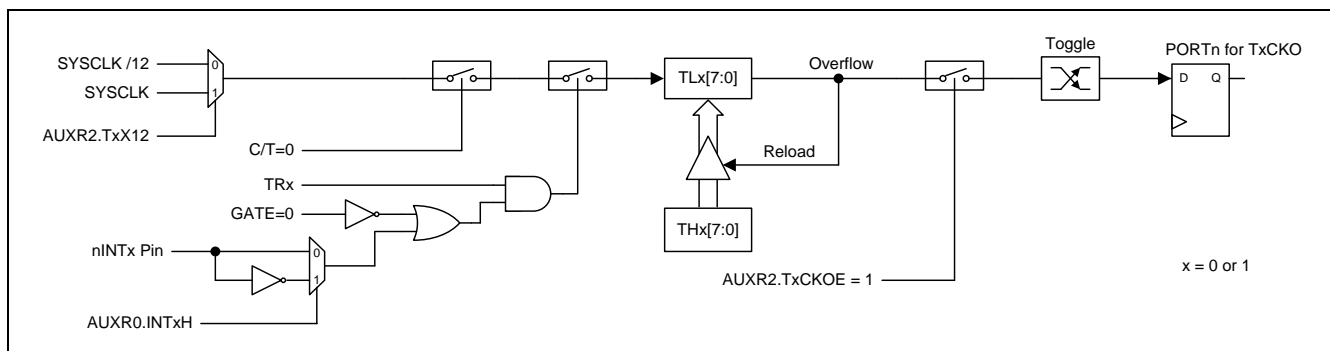 Toggle
PORTn for TxCKO
SYSCLK /12
0
TLx[7:0]
Overflow
D Q
SYSCLK
1
AUXR2.TxX12
C/T=0
Reload
TRx
GATE=0
THx[7:0]
nINTx Pin
0
1
x = 0 or 1
AUXR2.TxCKOE = 1
AUXR0.INTxH